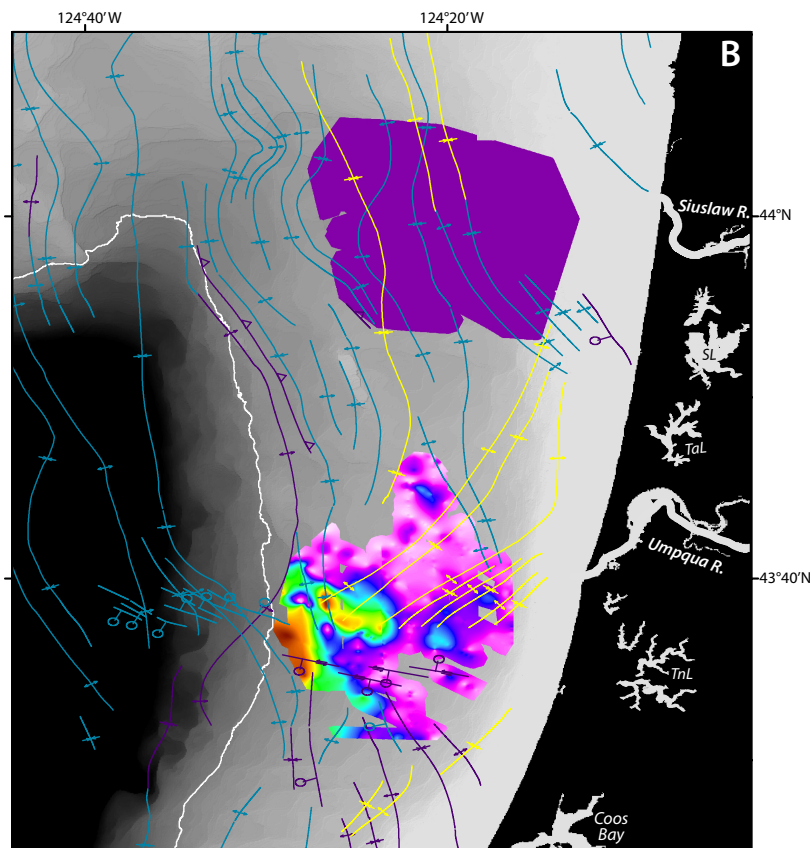 124°40'W
124°20'W
B
Siuslaw R.
44°N
SL
TaL
Umpqua R.
43°40'N
TnL
Coos
Bay